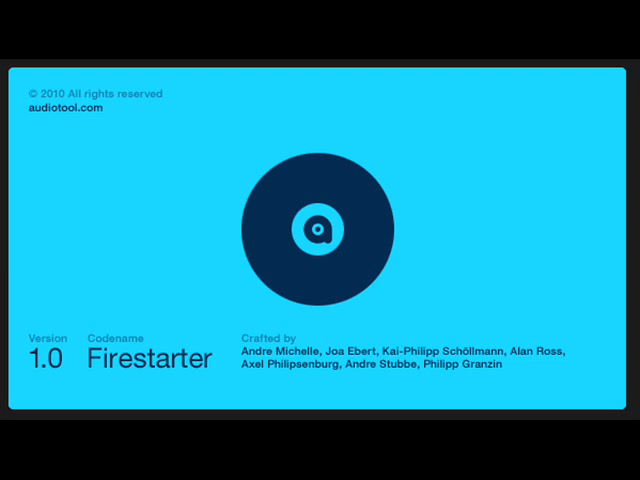 © 2010 All rights reserved
audiotool.com
Version
1.0
Codename
Firestarter
Crafted by
Andre Michelle, Joa Ebert, Kai-Philipp Schöllmann, Alan Ross,
Axel Philipsenburg, Andre Stubbe, Philipp Granzin